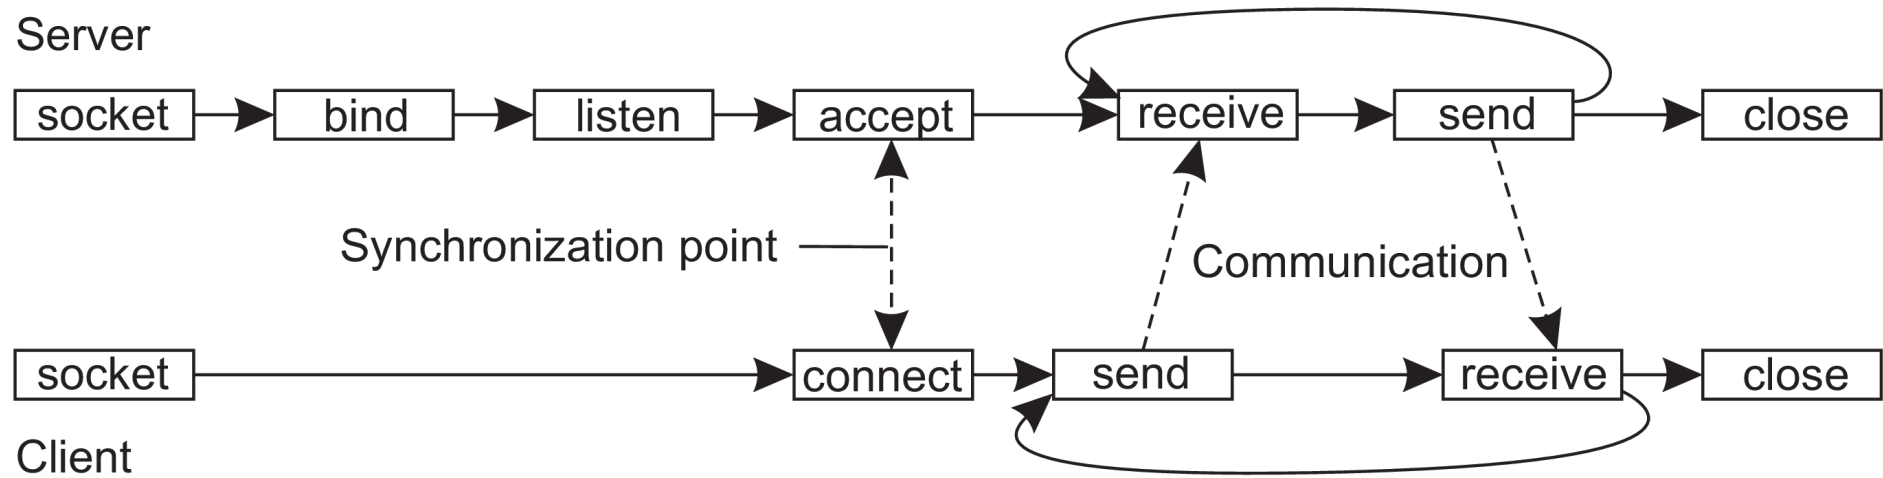 Server
socket bind listen accept receive send close
Synchronization point
Communication
socket connect send receive close
Client